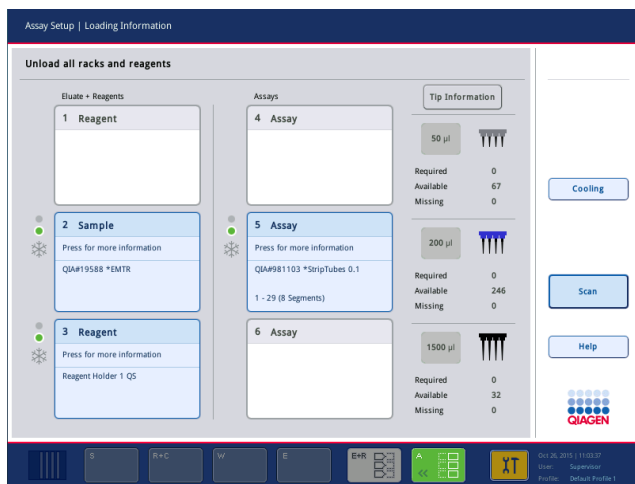 Assay Setup | Loading Information
Unload all racks and reagents
Eluate + Reagents
Assays
Tip Information
1 Reagent
4 Assay
50 µl
Required 0
Available 67
Missing 0
Cooling
2 Sample
Press for more information
QIA#19588 *EMTR
5 Assay
Press for more information
QIA#981103 *StripTubes 0.1
1 - 29 (8 Segments)
200 µl
Required 0
Available 246
Missing 0
Scan
3 Reagent
Press for more information
Reagent Holder 1 QS
6 Assay
1500 µl
Required 0
Available 32
Missing 0
Help
QIAGEN
S
R+C
W
E
E+R
A
Oct 26, 2015 | 11:03:37
User: Supervisor
Profile: Default Profile 1